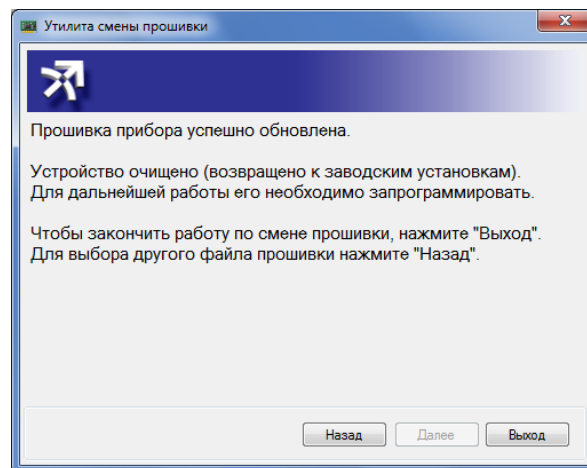 Утилита смены прошивки
Прошивка прибора успешно обновлена.
Устройство очищено (возвращено к заводским установкам).
Для дальнейшей работы его необходимо запрограммировать.
Чтобы закончить работу по смене прошивки, нажмите "Выход".
Для выбора другого файла прошивки нажмите "Назад".
Назад Далее Выход